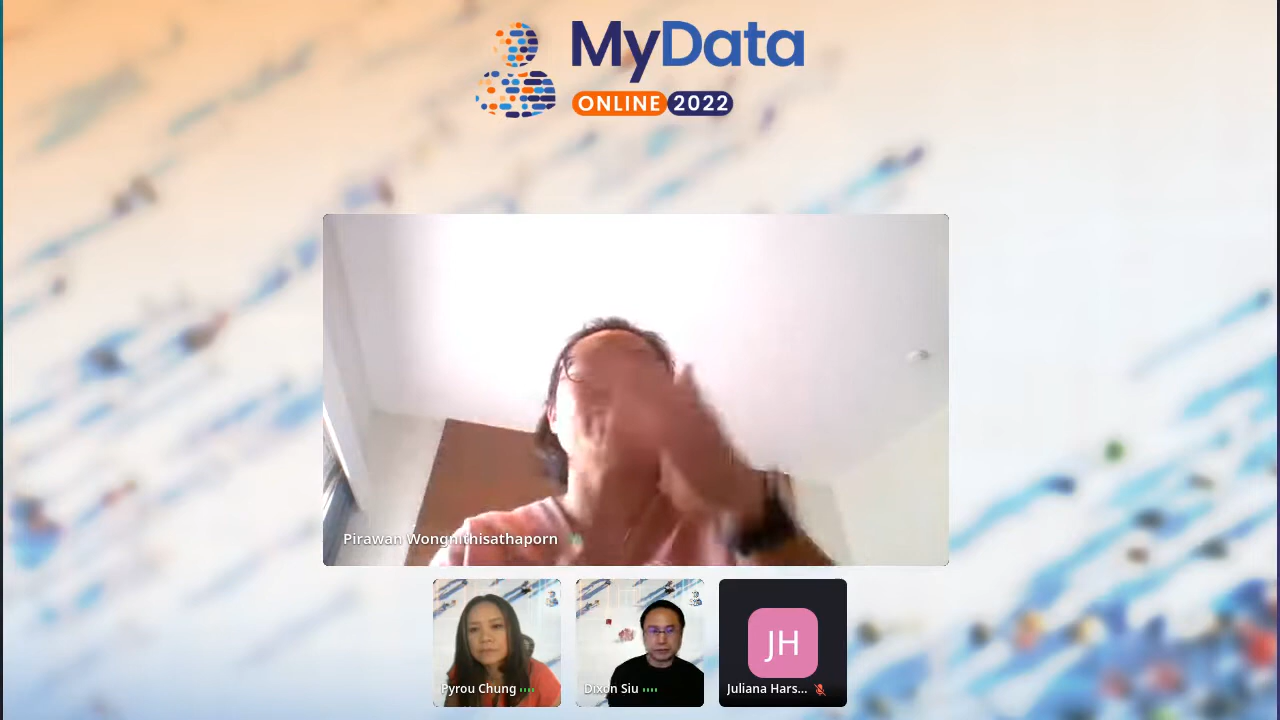 MyData
ONLINE 2022
Pirawan Wongnithisathaporn
Pyrou Chung
Dixon Siu
JH
Juliana Hars...